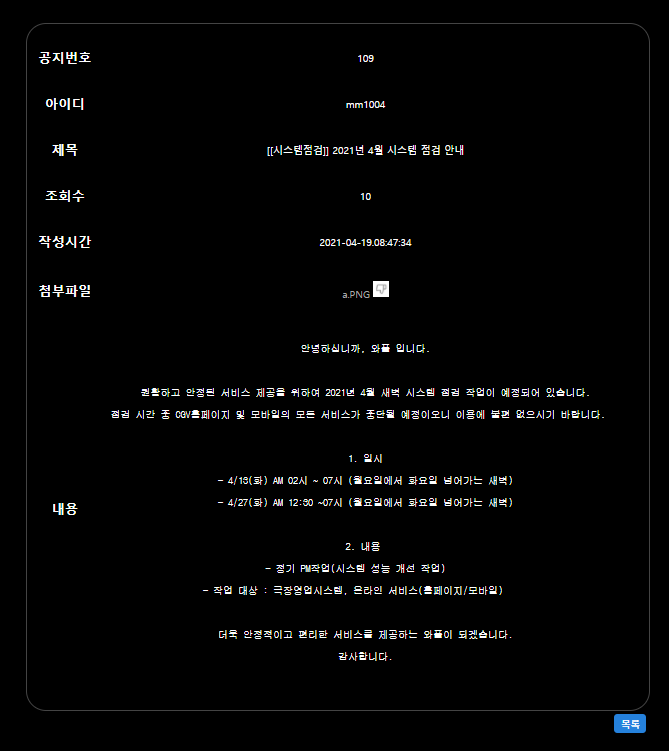 공지번호 109
아이디 mm1004
제목 [[시스템점검]] 2021년 4월 시스템 점검 안내
조회수 10
작성시간 2021-04-19.08:47:34
첨부파일 a.PNG
내용
안녕하십니까, 와플 입니다.
원활하고 안정된 서비스 제공을 위하여 2021년 4월 새벽 시스템 점검 작업이 예정되어 있습니다.
점검 시간 중 CGV홈페이지 및 모바일의 모든 서비스가 중단될 예정이오니 이용에 불편 없으시기 바랍니다.
1. 일시
- 4/13(화) AM 02시 ~ 07시 (월요일에서 화요일 넘어가는 새벽)
- 4/27(화) AM 12:30 ~07시 (월요일에서 화요일 넘어가는 새벽)
2. 내용
- 정기 PM작업(시스템 성능 개선 작업)
- 작업 대상 : 극장영업시스템, 온라인 서비스(홈페이지/모바일)
더욱 안정적이고 편리한 서비스를 제공하는 와플이 되겠습니다.
감사합니다.
목록